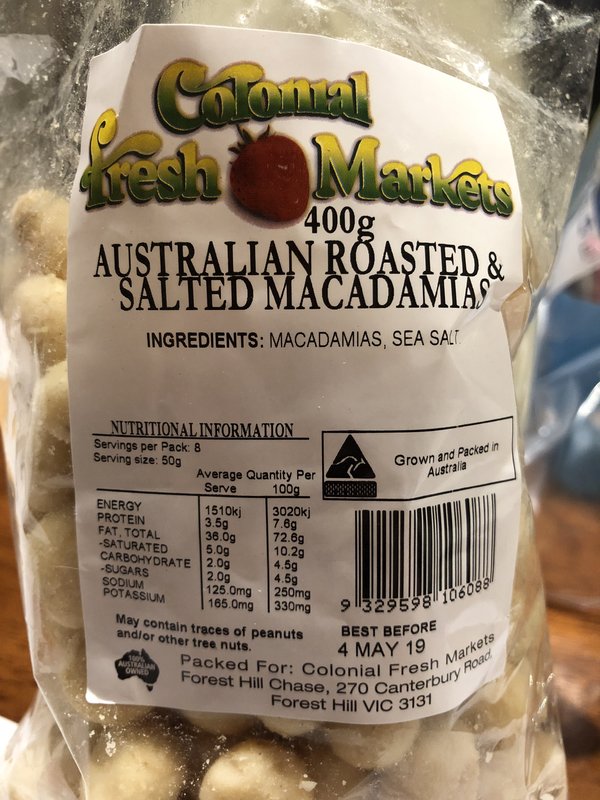 Colonial
Fresh Markets
400g
AUSTRALIAN ROASTED &
SALTED MACADAMIAS
INGREDIENTS: MACADAMIAS, SEA SALT
NUTRITIONAL INFORMATION
Servings per Pack: 8
Serving size: 50g
Average Quantity Per
Serve 100g
ENERGY 1510kj 3020kj
PROTEIN 3.5g 7.6g
FAT, TOTAL 36.0g 72.6g
-SATURATED 5.0g 10.2g
CARBOHYDRATE 2.0g 4.5g
-SUGARS 2.0g 4.5g
SODIUM 125.0mg 250mg
POTASSIUM 165.0mg 330mg
Grown and Packed in
Australia
9 329598 106088
May contain traces of peanuts
and/or other tree nuts.
BEST BEFORE
4 MAY 19
100%
AUSTRALIAN
OWNED
Packed For: Colonial Fresh Markets
Forest Hill Chase, 270 Canterbury Road,
Forest Hill VIC 3131